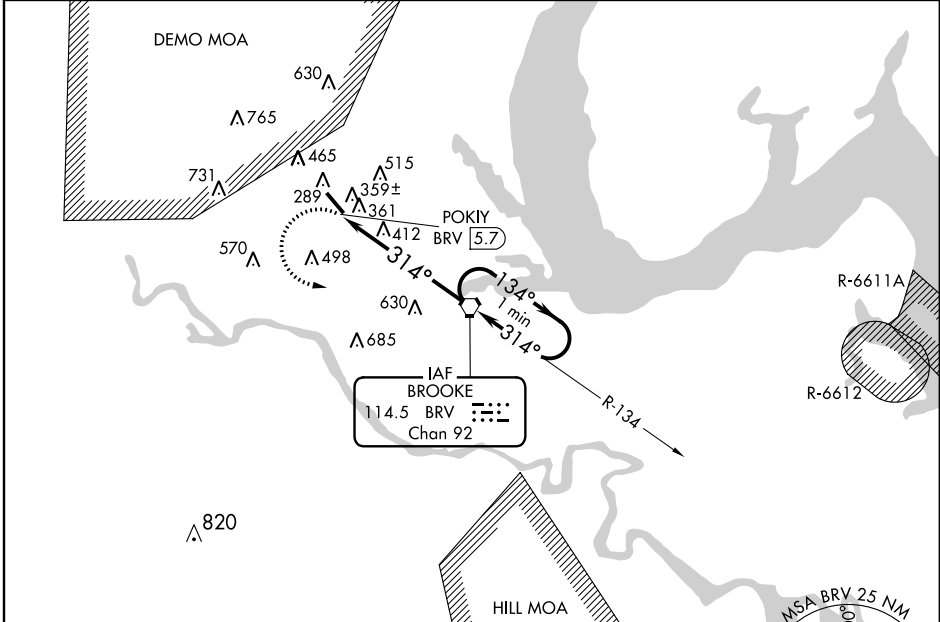 DEMO MOA
630
765
465
515
731
289
359±
361
POKIY
BRV 5.7
412
314°
570
498
134°
1 min
314°
R-6611A
630
685
IAF
BROOKE
114.5 BRV
Chan 92
R-134
R-6612
820
HILL MOA
MSA BRV 25 NM